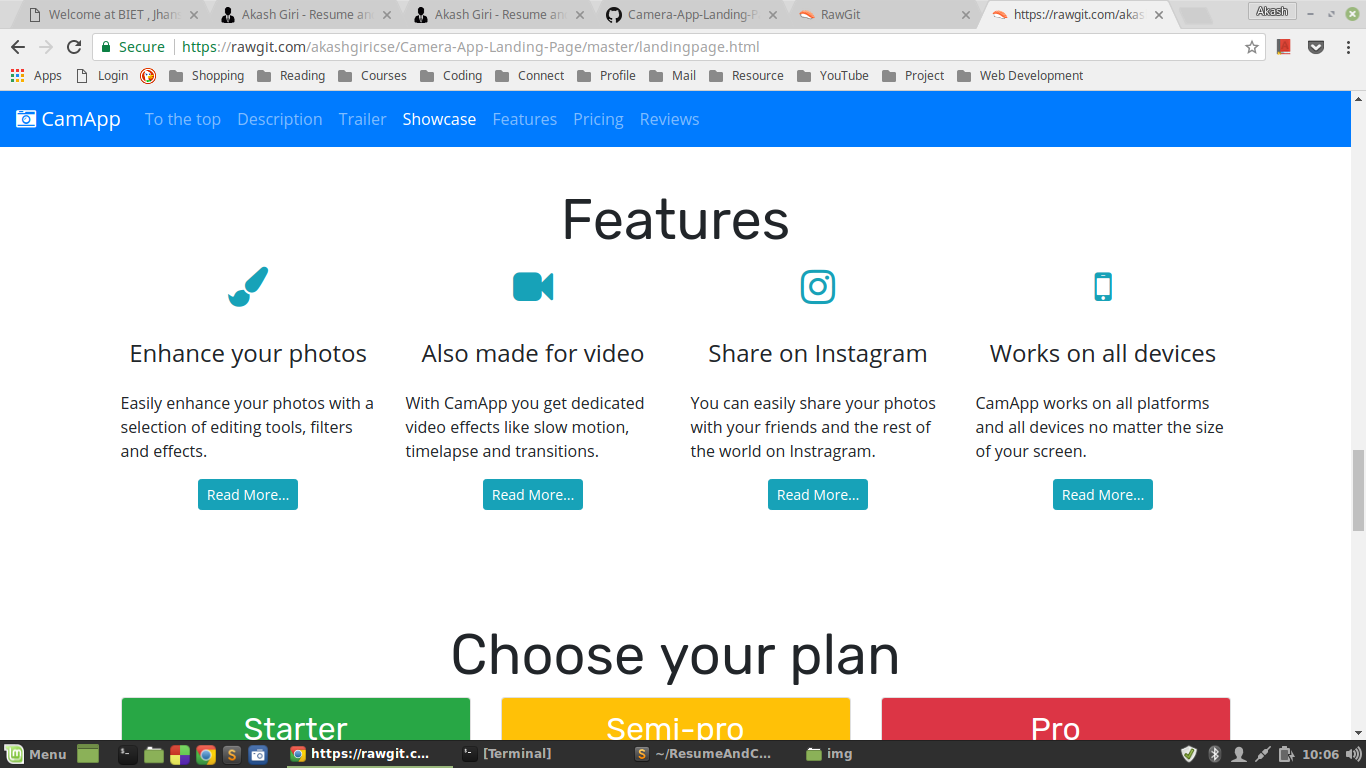 Welcome at BIET , Jhans
Akash Giri - Resume an
Akash Giri - Resume an
Camera-App-Landing-P
RawGit
https://rawgit.com/akas
Akash
Secure https://rawgit.com/akashgiricse/Camera-App-Landing-Page/master/landingpage.html
Apps Login Shopping Reading Courses Coding Connect Profile Mail Resource YouTube Project Web Development
CamApp To the top Description Trailer Showcase Features Pricing Reviews
Features
Enhance your photos
Easily enhance your photos with a
selection of editing tools, filters
and effects.
Read More...
Also made for video
With CamApp you get dedicated
video effects like slow motion,
timelapse and transitions.
Read More...
Share on Instagram
You can easily share your photos
with your friends and the rest of
the world on Instragram.
Read More...
Works on all devices
CamApp works on all platforms
and all devices no matter the size
of your screen.
Read More...
Choose your plan
Starter
Semi-pro
Pro
Menu https://rawgit.c... [Terminal] ~/ResumeAndC... img 10:06